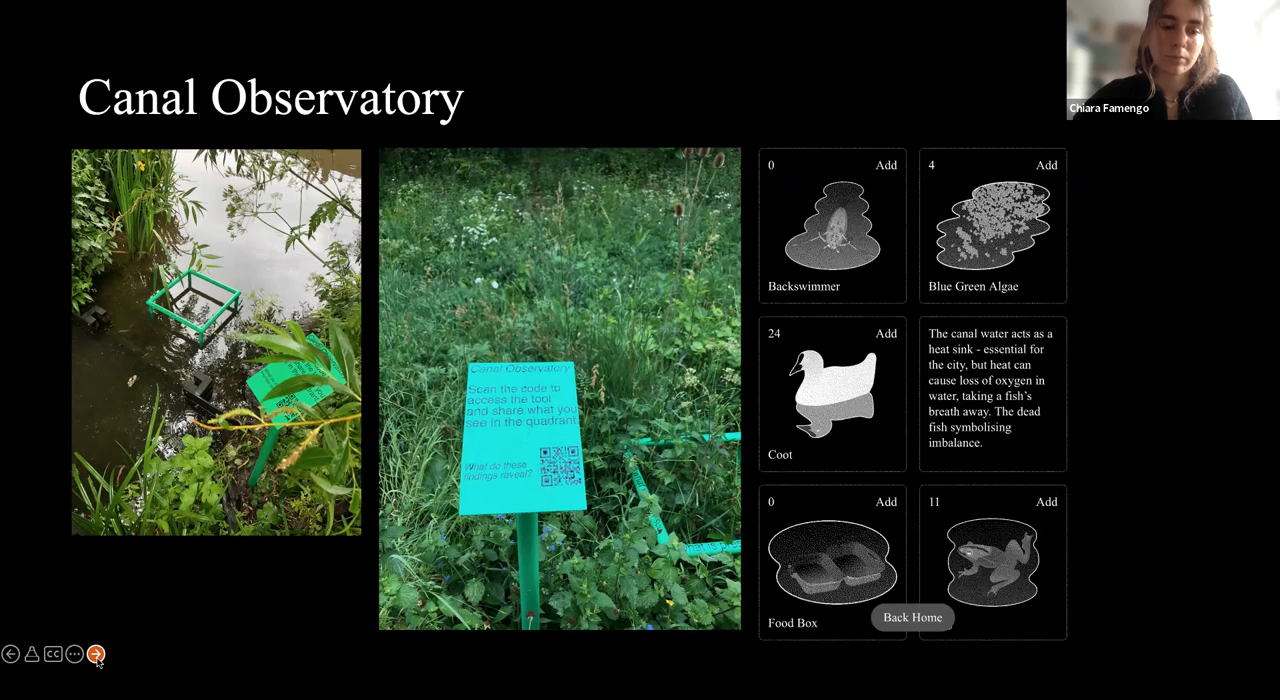 Canal Observatory
Chiara Famengo
Canal Observatory
Scan the code to
access the tool
and share what you
see in the quadrant.
What do these
findings reveal?
0 Add
Backswimmer
4 Add
Blue Green Algae
24 Add
Coot
The canal water acts as a
heat sink - essential for
the city, but heat can
cause loss of oxygen in
water, taking a fish's
breath away. The dead
fish symbolising
imbalance.
0 Add
Food Box
11 Add
Back Home
CC